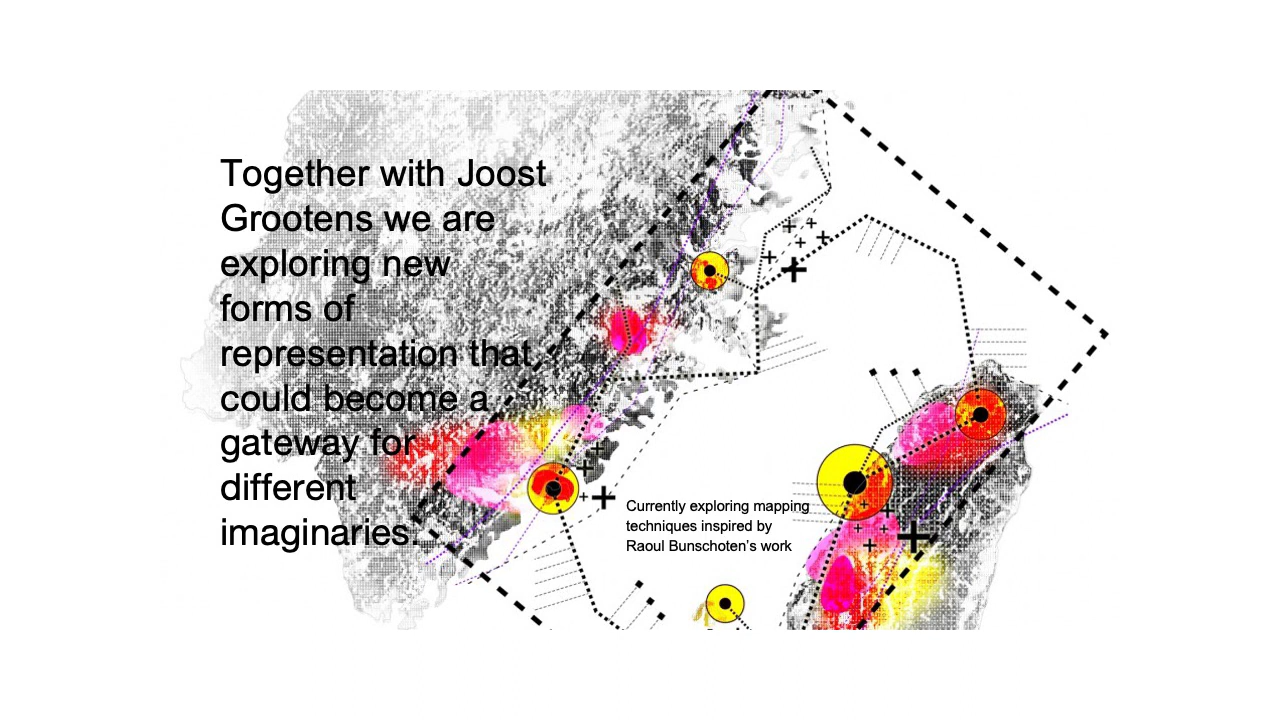 Together with Joost
Grootens we are
exploring new
forms of
representation that
could become a
gateway for
different
imaginaries.
Currently exploring mapping
techniques inspired by
Raoul Bunschoten’s work